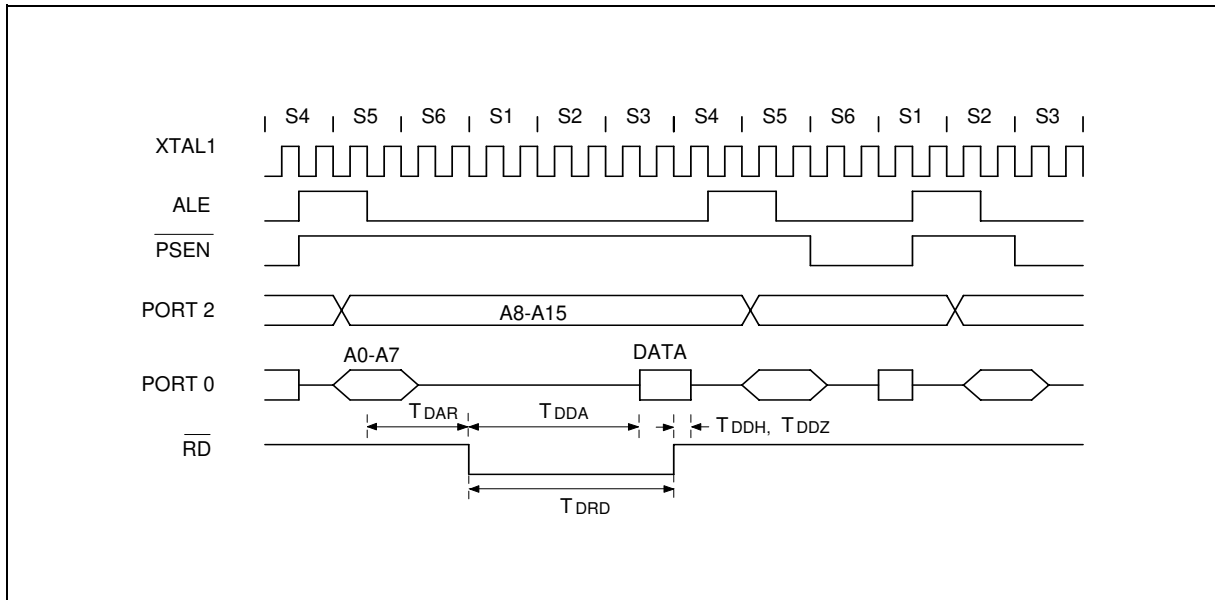 S4 S5 S6 S1 S2 S3 S4 S5 S6 S1 S2 S3
XTAL1
ALE
PSEN
PORT 2
A8-A15
A0-A7
DATA
PORT 0
TDAR
TDDA
TDDH, TDDZ
RD
TDRD